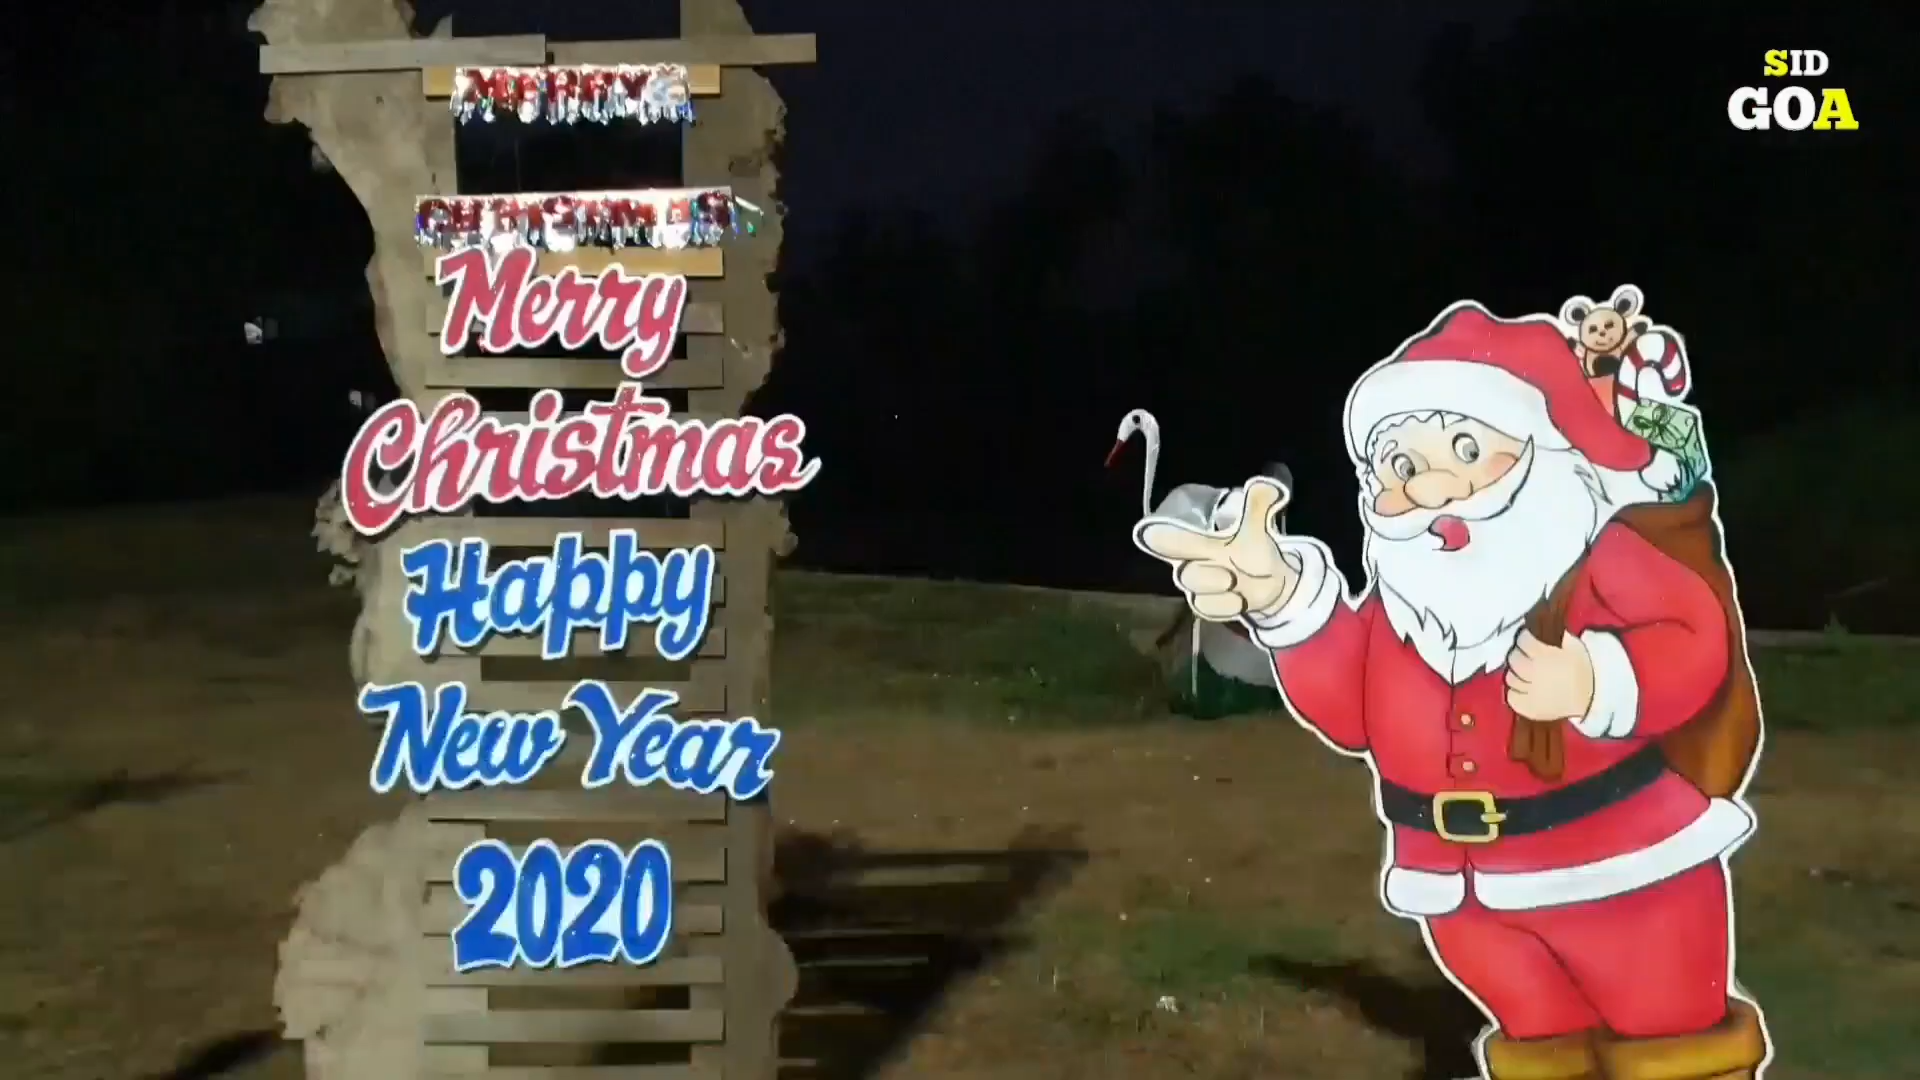 MERRY
CHRISTMAS
Merry
Christmas
Happy
New Year
2020
SID
GOA